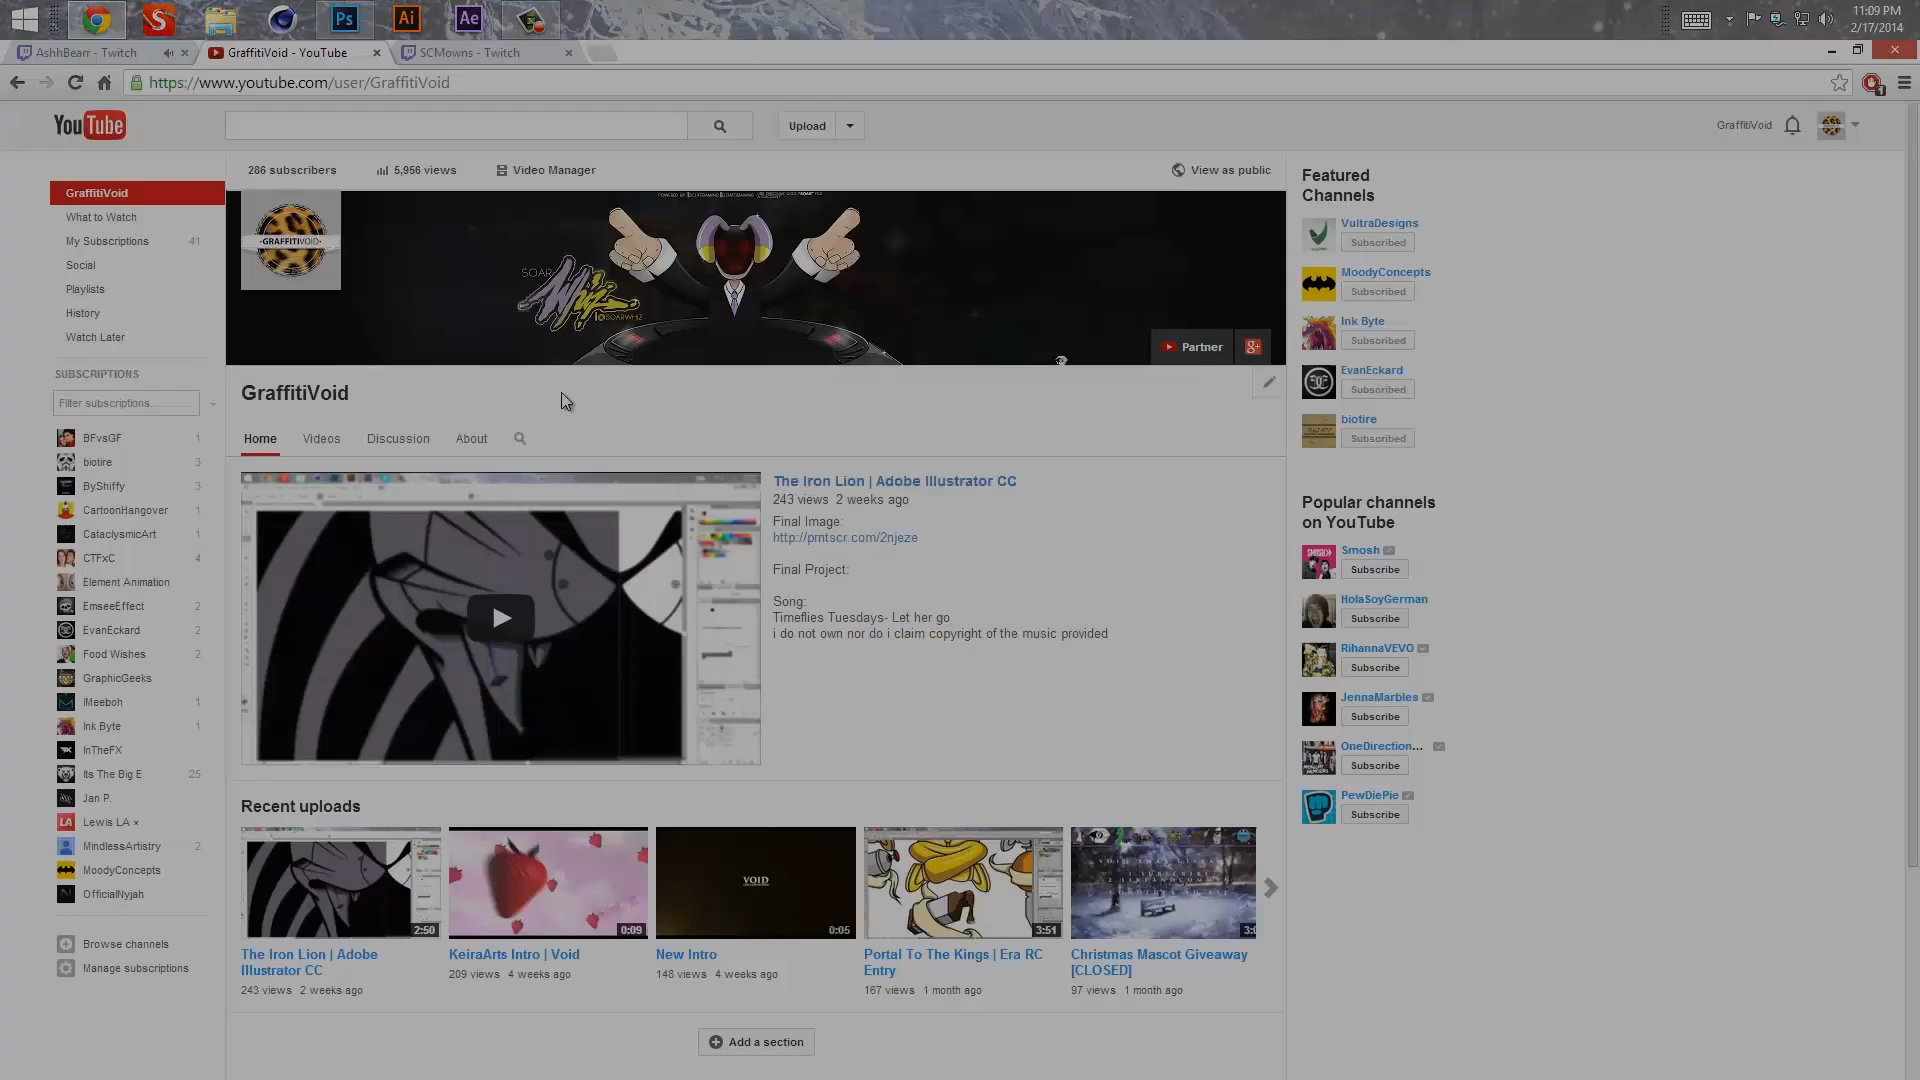 Ps
Ai
Ae
11:09 PM
2/17/2014
AshhBearr - Twitch
GraffitiVoid - YouTube
SCMowns - Twitch
https://www.youtube.com/user/GraffitiVoid
1
YouTube
Upload
GraffitiVoid
286 subscribers
5,956 views
Video Manager
View as public
GraffitiVoid
What to Watch
My Subscriptions 41
Social
Playlists
History
Watch Later
SUBSCRIPTIONS
Filter subscriptions...
BFvsGF 1
biotire 3
ByShiffy 3
CartoonHangover 1
CataclysmicArt 1
CTFxC 4
Element Animation
EmseeEffect 2
EvanEckard 2
Food Wishes 2
GraphicGeeks
IMeeboh 1
Ink Byte 1
InTheFX
Its The Big E 25
Jan P.
LA
Lewis LA ×
MindlessArtistry 2
MoodyConcepts
OfficialNyjah
Browse channels
Manage subscriptions
·GRAFFITIVOID·
SOAR
Whiz
SOARWHIZ
Partner
g+
GraffitiVoid
Home
Videos
Discussion
About
The Iron Lion | Adobe Illustrator CC
243 views 2 weeks ago
Final Image:
http://prntscr.com/2njeze
Final Project:
Song:
Timeflies Tuesdays- Let her go
i do not own nor do i claim copyright of the music provided
Recent uploads
2:50
The Iron Lion | Adobe
Illustrator CC
243 views 2 weeks ago
0:09
KeiraArts Intro | Void
209 views 4 weeks ago
VOID
0:05
New Intro
148 views 4 weeks ago
3:51
Portal To The Kings | Era RC
Entry
167 views 1 month ago
Christmas Mascot Giveaway
[CLOSED]
97 views 1 month ago
Add a section
Featured
Channels
VultraDesigns
Subscribed
MoodyConcepts
Subscribed
Ink Byte
Subscribed
EvanEckard
Subscribed
biotire
Subscribed
Popular channels
on YouTube
SMOSH
Smosh
Subscribe
HolaSoyGerman
Subscribe
RihannaVEVO
Subscribe
JennaMarbles
Subscribe
OneDirection...
Subscribe
PewDiePie
Subscribe